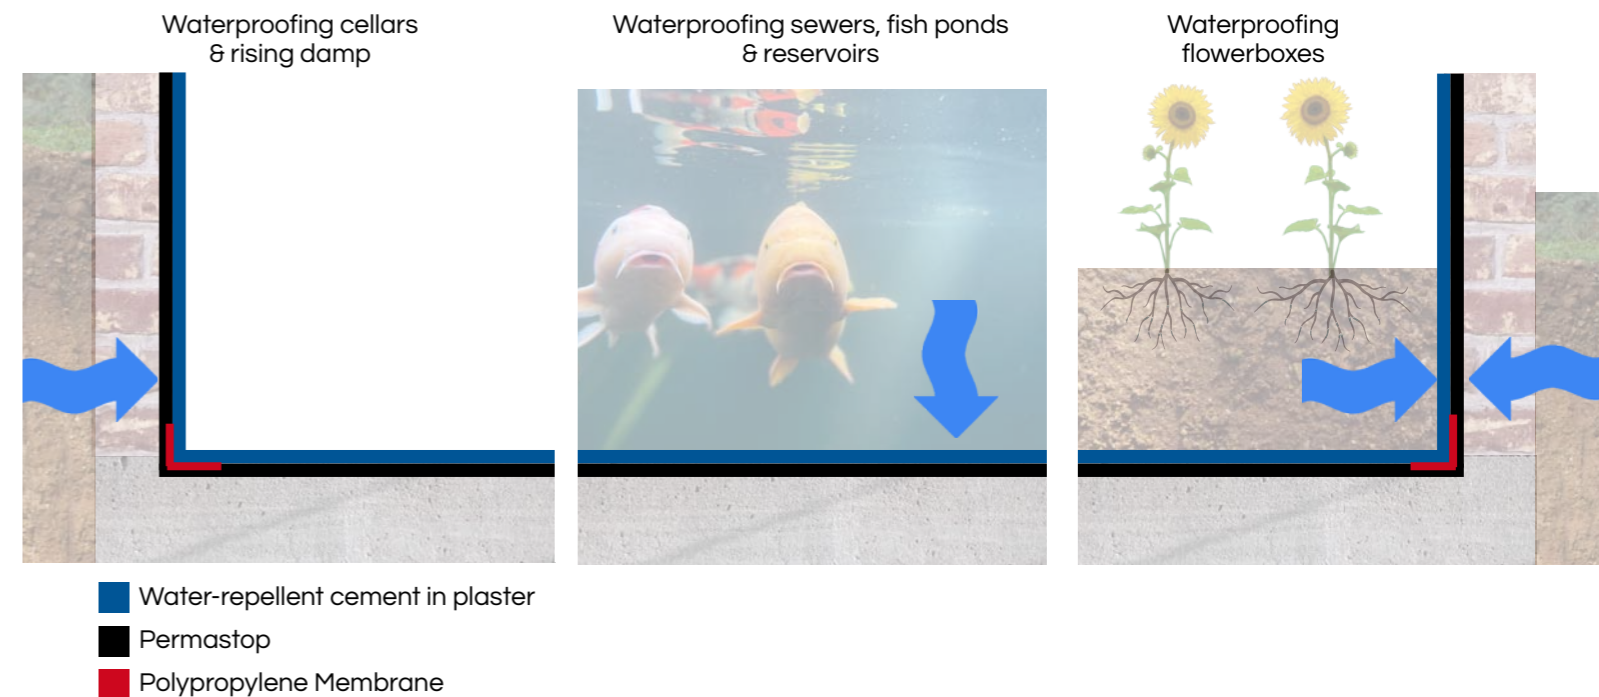 Waterproofing cellars
& rising damp
Waterproofing sewers, fish ponds
& reservoirs
Waterproofing
flowerboxes
Water-repellent cement in plaster
Permastop
Polypropylene Membrane